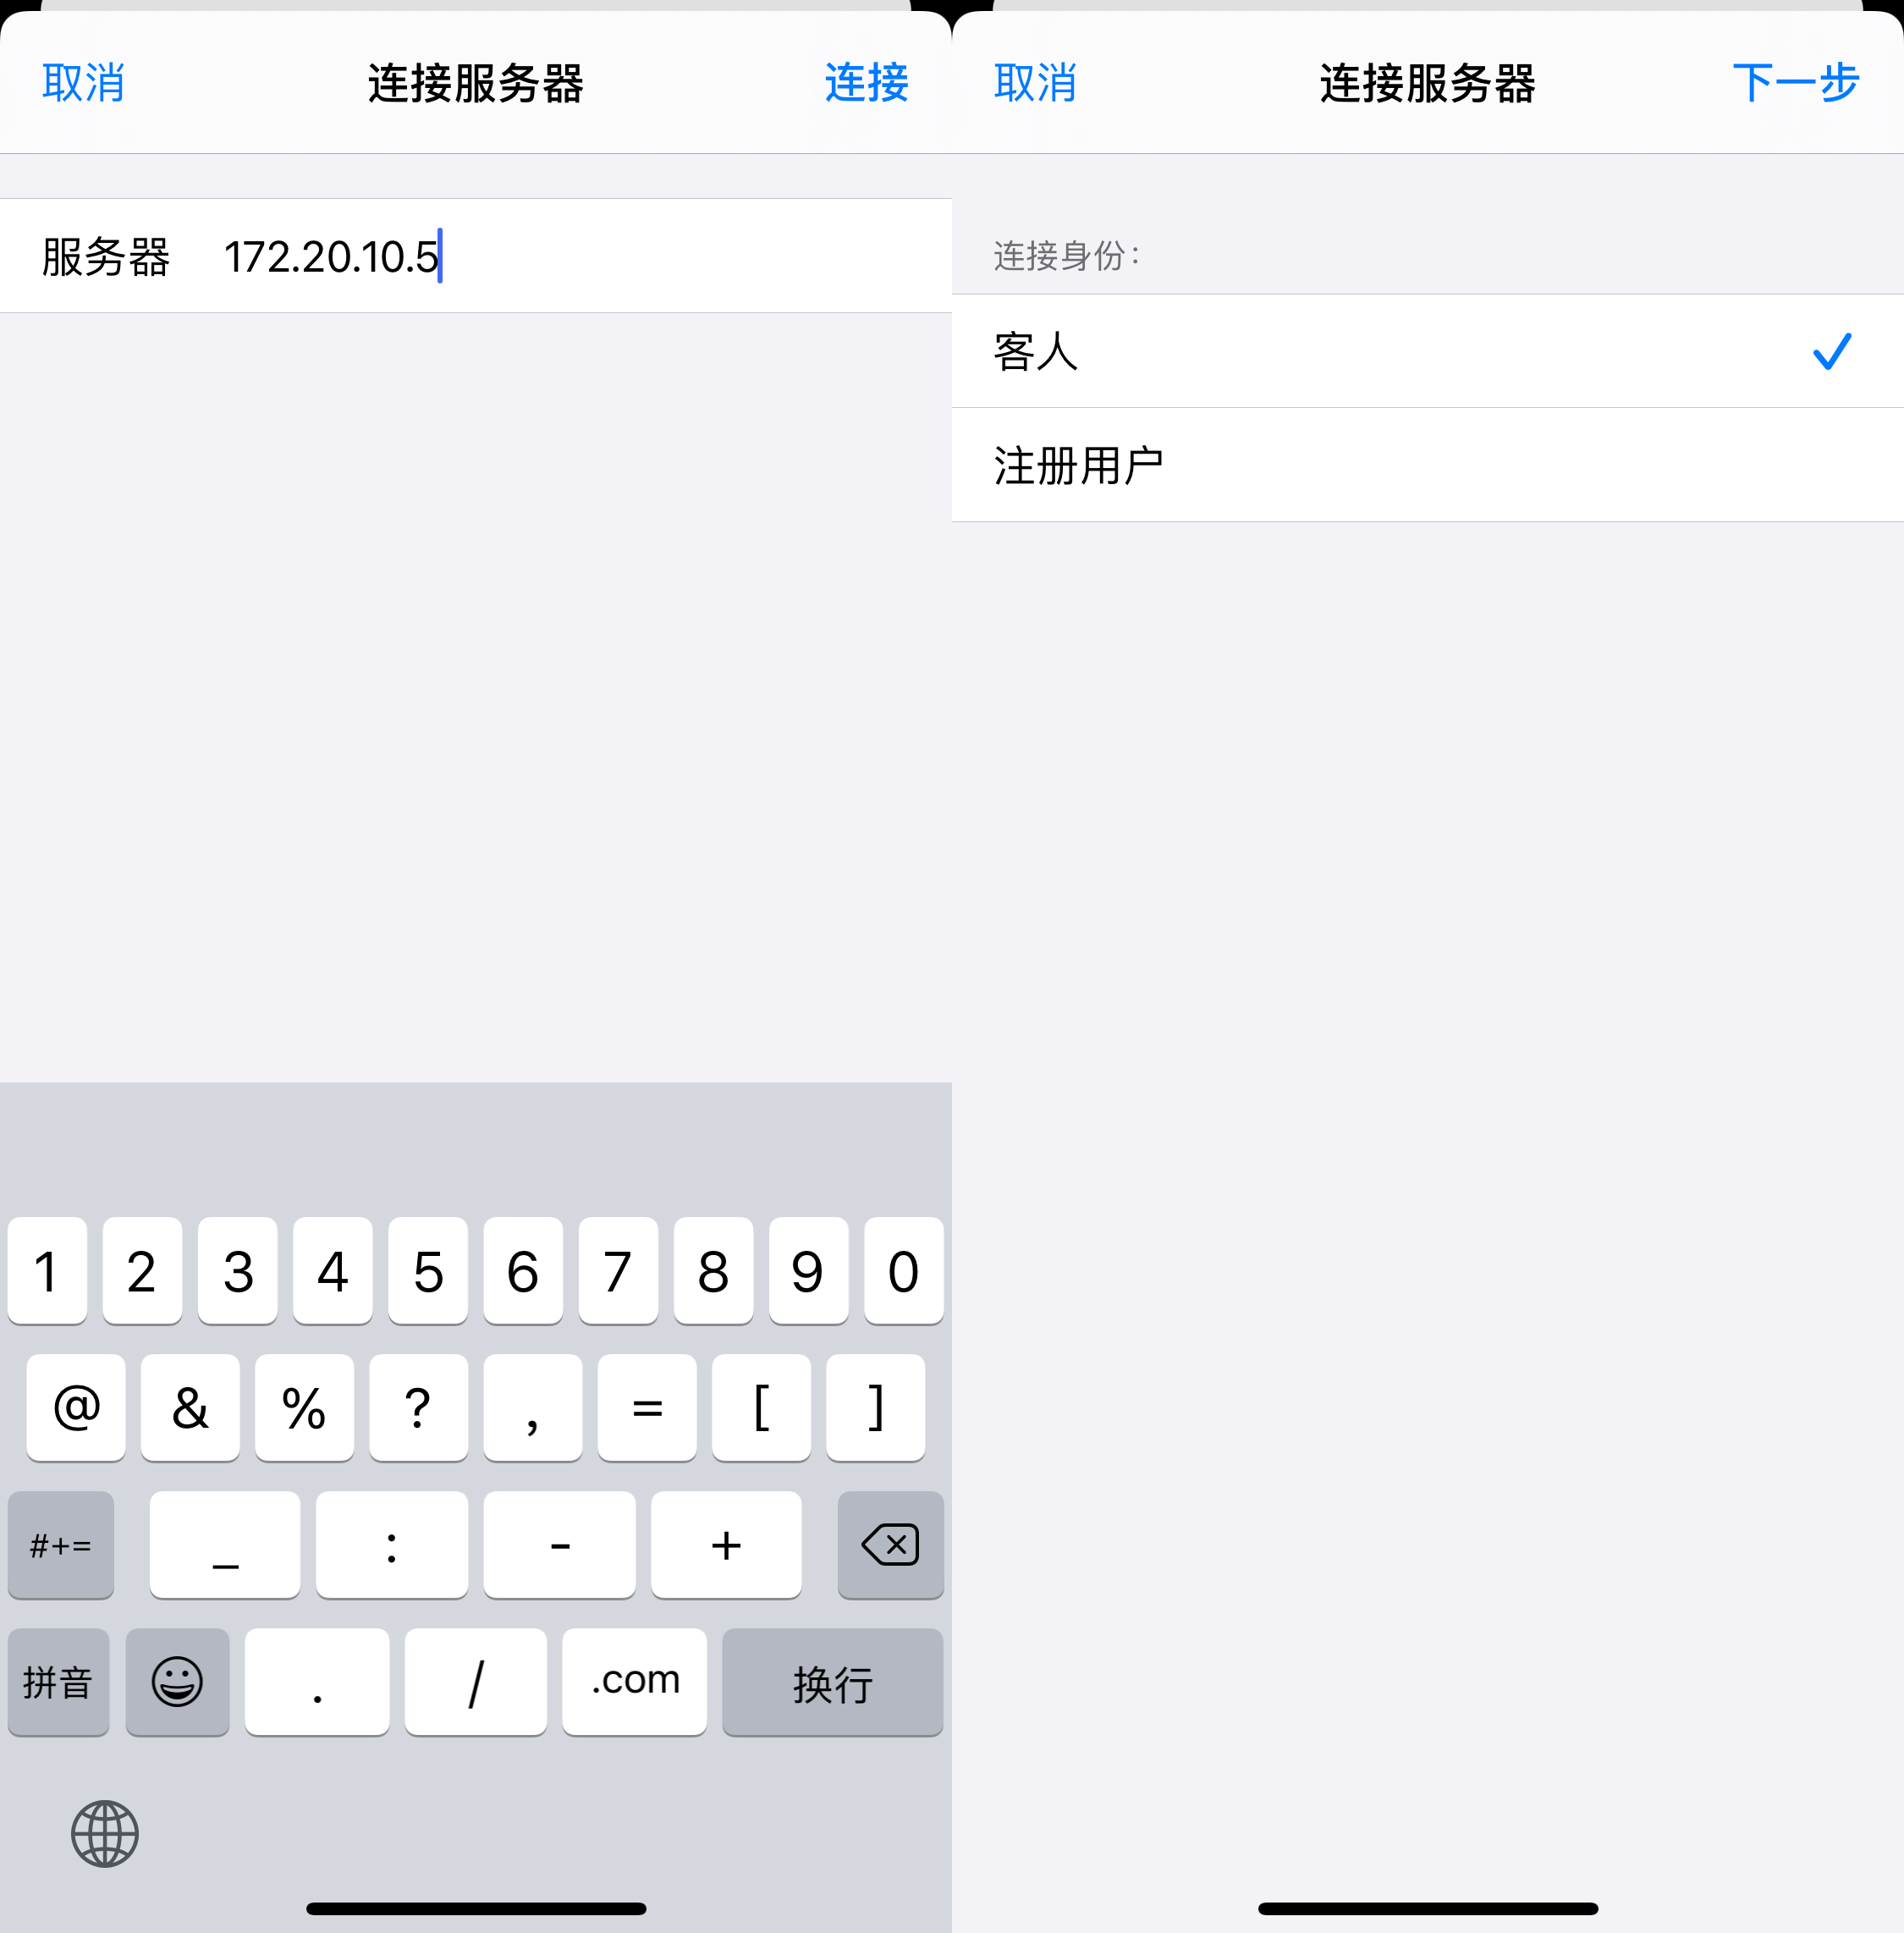 取消 连接服务器 连接
服务器 172.20.10.5
1 2 3 4 5 6 7 8 9 0
@ & % ? , = [ ]
#+= _ : - +
拼音 . / .com 换行
取消 连接服务器 下一步
连接身份：
客人
注册用户